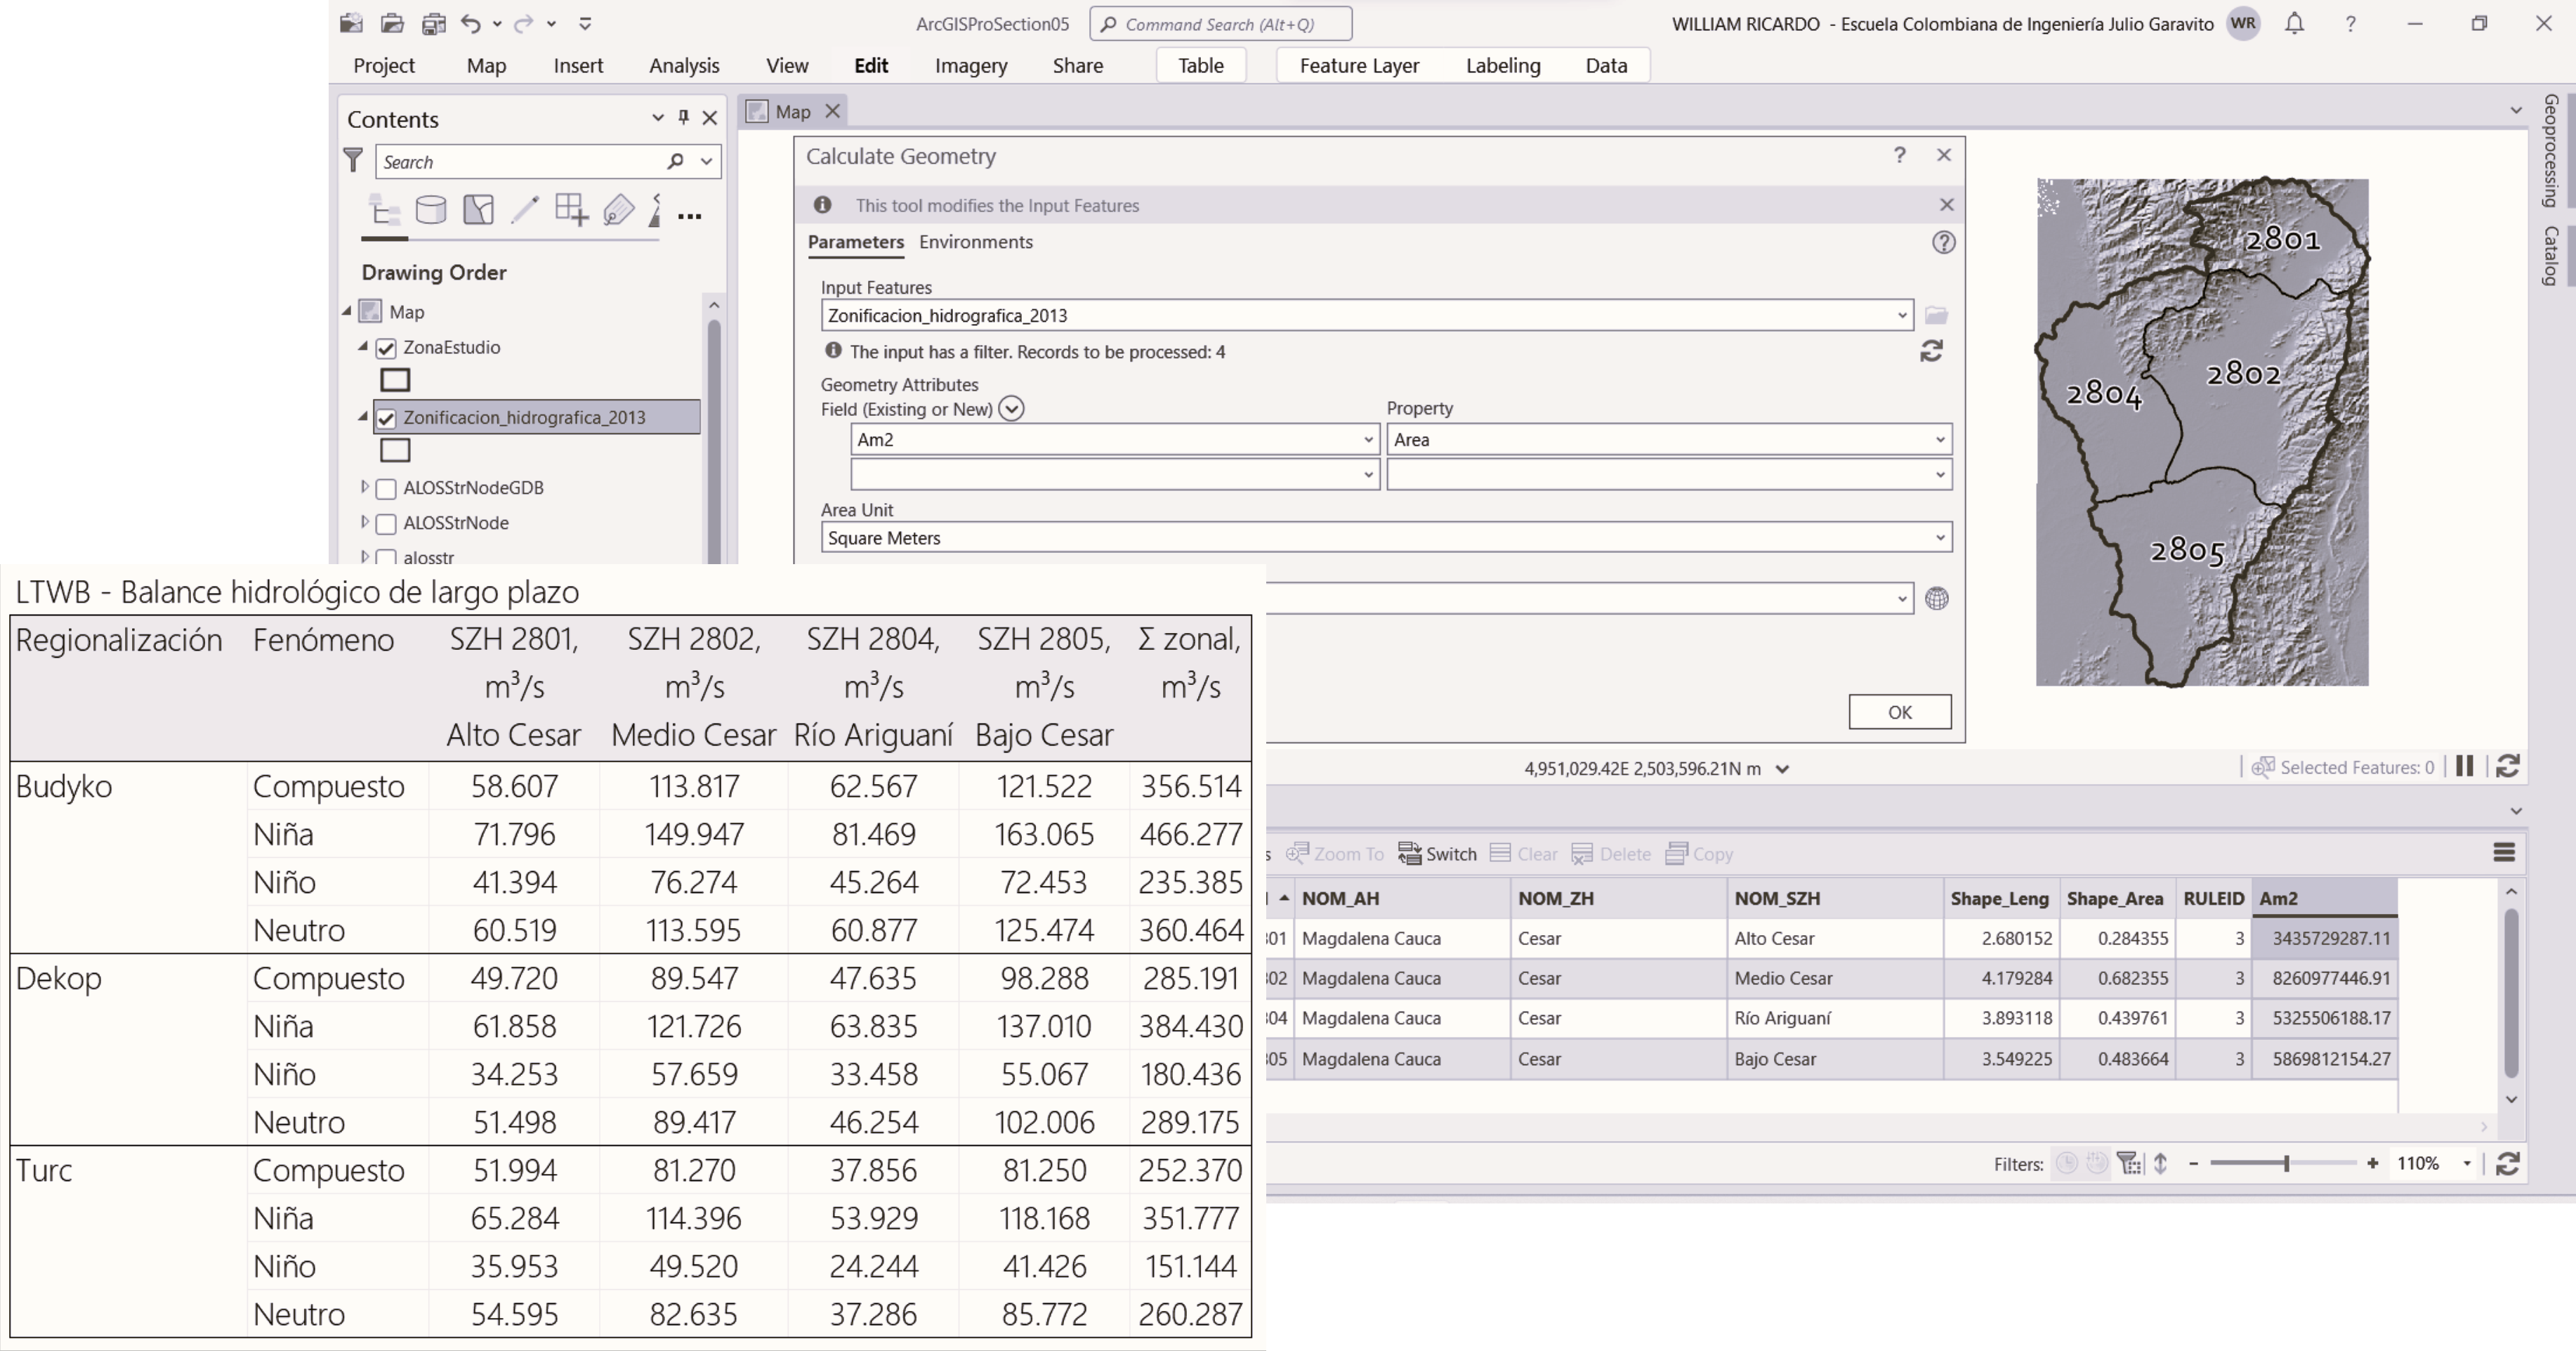 ArcGISProSection05
Command Search (Alt+Q)
WILLIAM RICARDO - Escuela Colombiana de Ingeniería Julio Garavito WR ?
Project Map Insert Analysis View Edit Imagery Share Table Feature Layer Labeling Data
Contents
Search
Drawing Order
Map
ZonaEstudio
Zonificacion_hidrografica_2013
ALOSStrNodeGDB
ALOSStrNode
alosstr
Map
Calculate Geometry ?
This tool modifies the Input Features
Parameters Environments
Input Features
Zonificacion_hidrografica_2013
The input has a filter. Records to be processed: 4
Geometry Attributes
Field (Existing or New) Property
Am2 Area
Area Unit
Square Meters
OK
2801
2802
2804
2805
Geoprocessing
Catalog
4,951,029.42E 2,503,596.21N m
Selected Features: 0
Zoom To Switch Clear Delete Copy
NOM_AH NOM_ZH NOM_SZH Shape_Leng Shape_Area RULEID Am2
801 Magdalena Cauca Cesar Alto Cesar 2.680152 0.284355 3 3435729287.11
802 Magdalena Cauca Cesar Medio Cesar 4.179284 0.682355 3 8260977446.91
804 Magdalena Cauca Cesar Río Ariguaní 3.893118 0.439761 3 5325506188.17
805 Magdalena Cauca Cesar Bajo Cesar 3.549225 0.483664 3 5869812154.27
Filters: - + 110%
LTWB - Balance hidrológico de largo plazo
Regionalización Fenómeno SZH 2801, SZH 2802, SZH 2804, SZH 2805, Σ zonal,
m³/s m³/s m³/s m³/s m³/s
Alto Cesar Medio Cesar Río Ariguaní Bajo Cesar
Budyko Compuesto 58.607 113.817 62.567 121.522 356.514
Niña 71.796 149.947 81.469 163.065 466.277
Niño 41.394 76.274 45.264 72.453 235.385
Neutro 60.519 113.595 60.877 125.474 360.464
Dekop Compuesto 49.720 89.547 47.635 98.288 285.191
Niña 61.858 121.726 63.835 137.010 384.430
Niño 34.253 57.659 33.458 55.067 180.436
Neutro 51.498 89.417 46.254 102.006 289.175
Turc Compuesto 51.994 81.270 37.856 81.250 252.370
Niña 65.284 114.396 53.929 118.168 351.777
Niño 35.953 49.520 24.244 41.426 151.144
Neutro 54.595 82.635 37.286 85.772 260.287